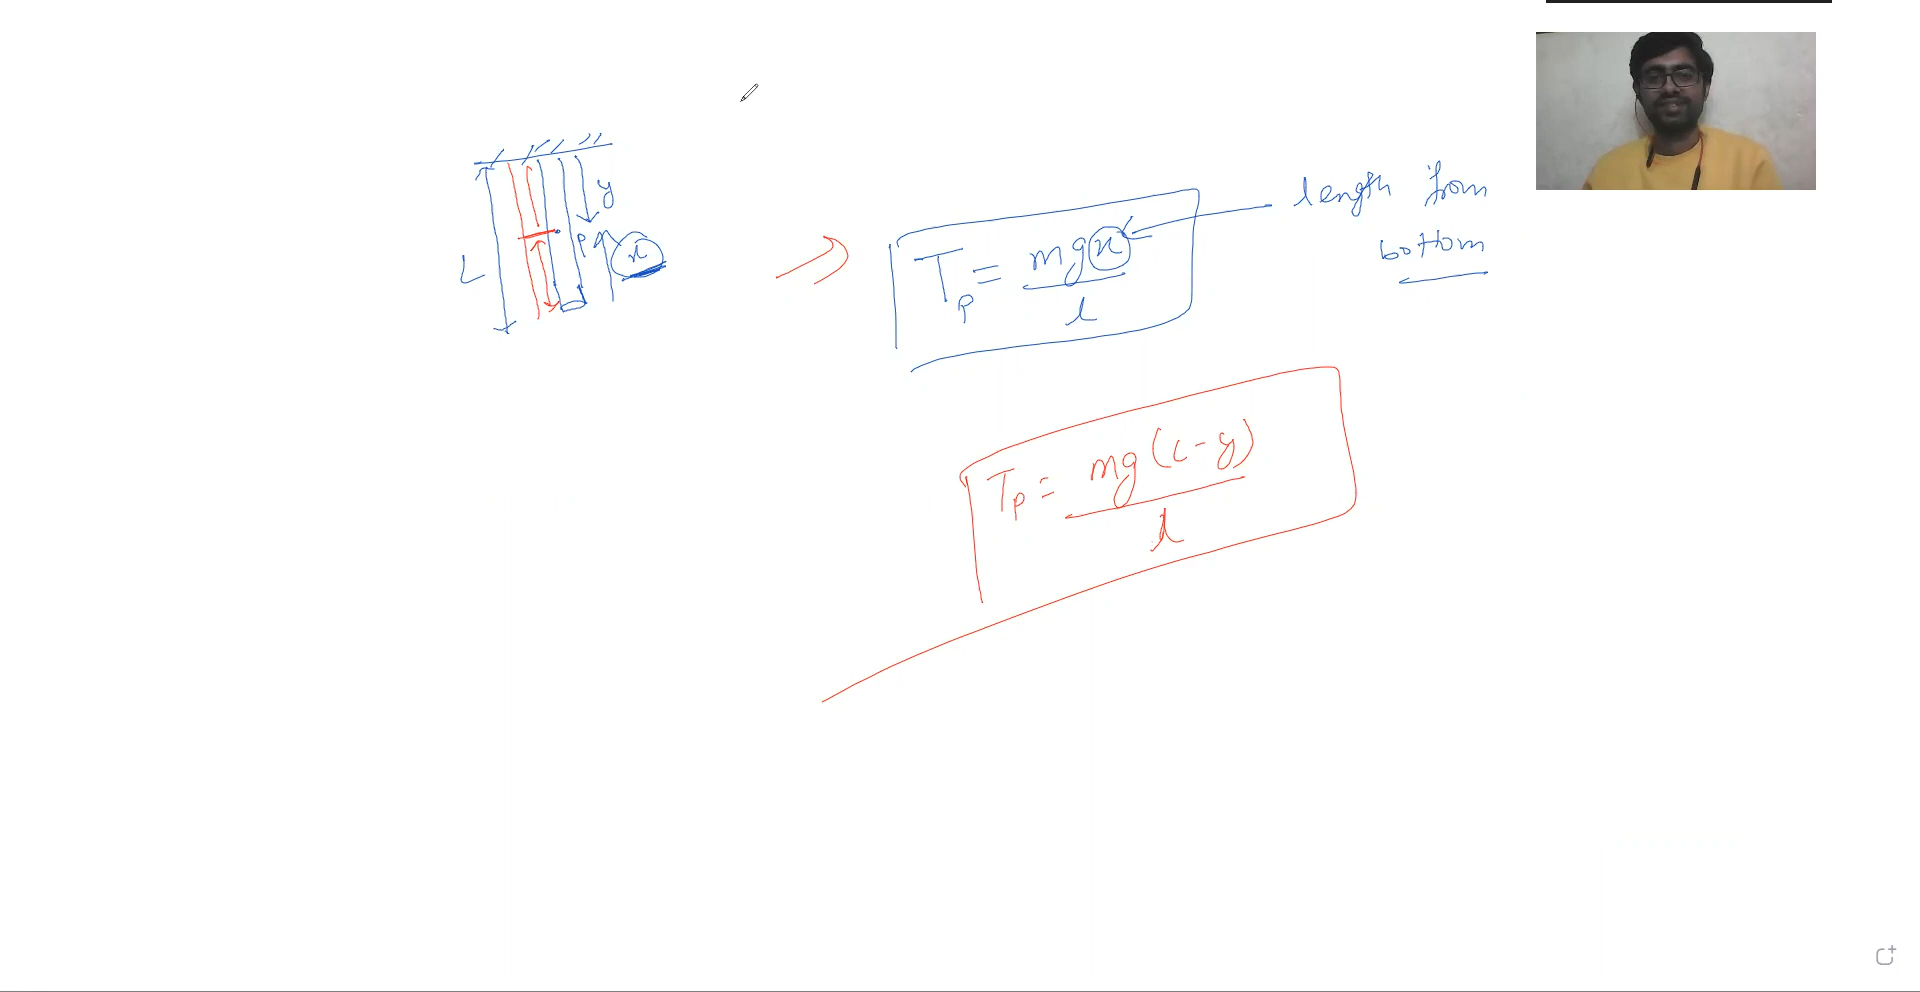 y
L
P
x
T_P = mgx / l
length from
bottom
T_P = mg(L-y) / l